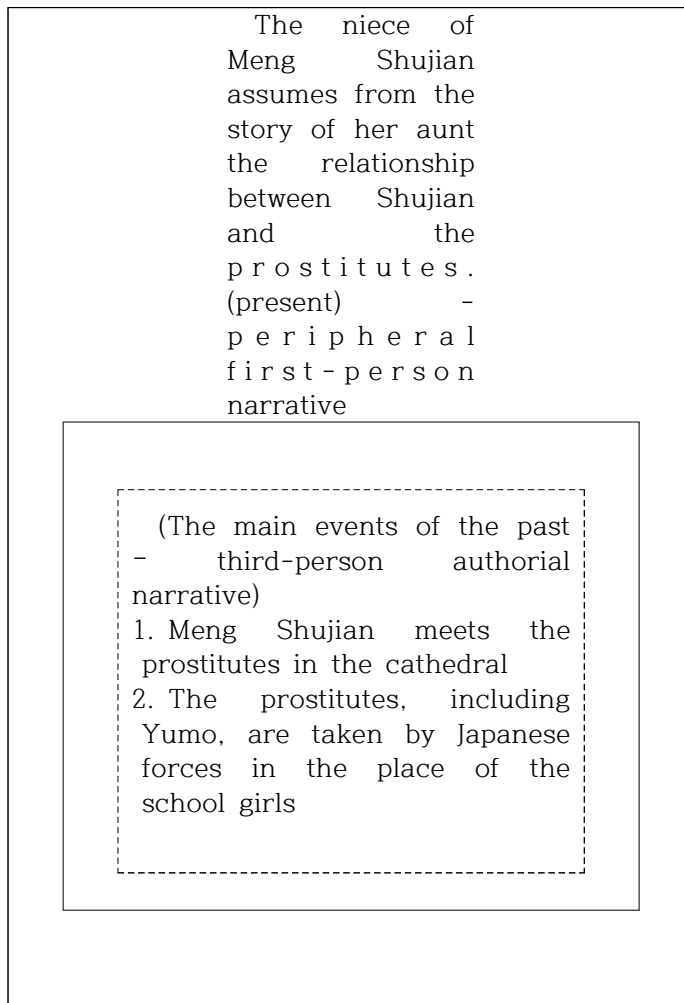 The niece of
Meng Shujian
assumes from the
story of her aunt
the relationship
between Shujian
and the
prostitutes.
(present) -
peripheral
first-person
narrative
(The main events of the past
- third-person authorial
narrative)
1. Meng Shujian meets the
prostitutes in the cathedral
2. The prostitutes, including
Yumo, are taken by Japanese
forces in the place of the
school girls